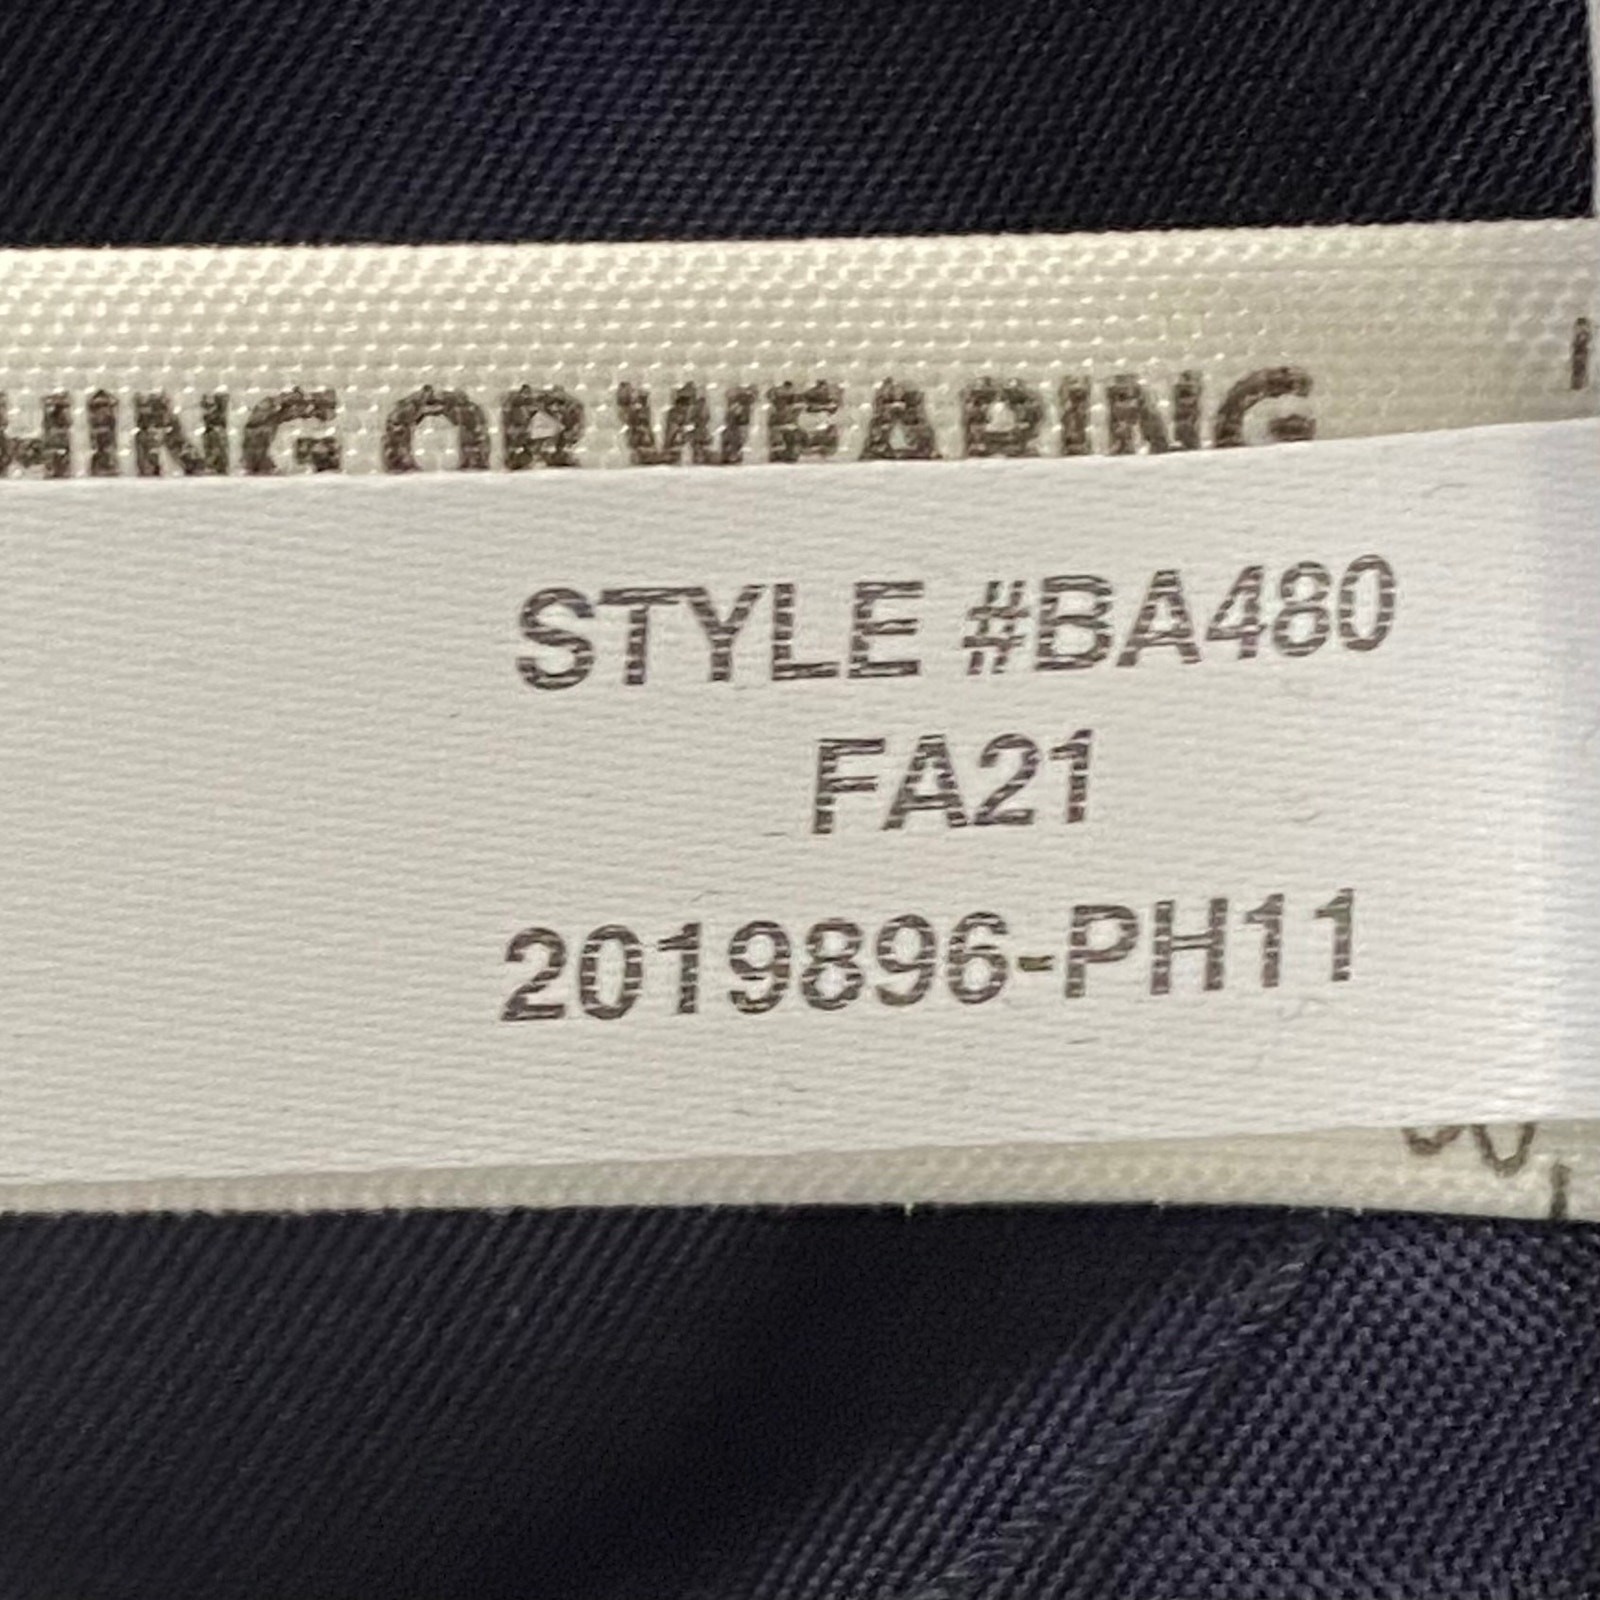 HING OR WEARING
STYLE #BA480
FA21
2019896-PH11